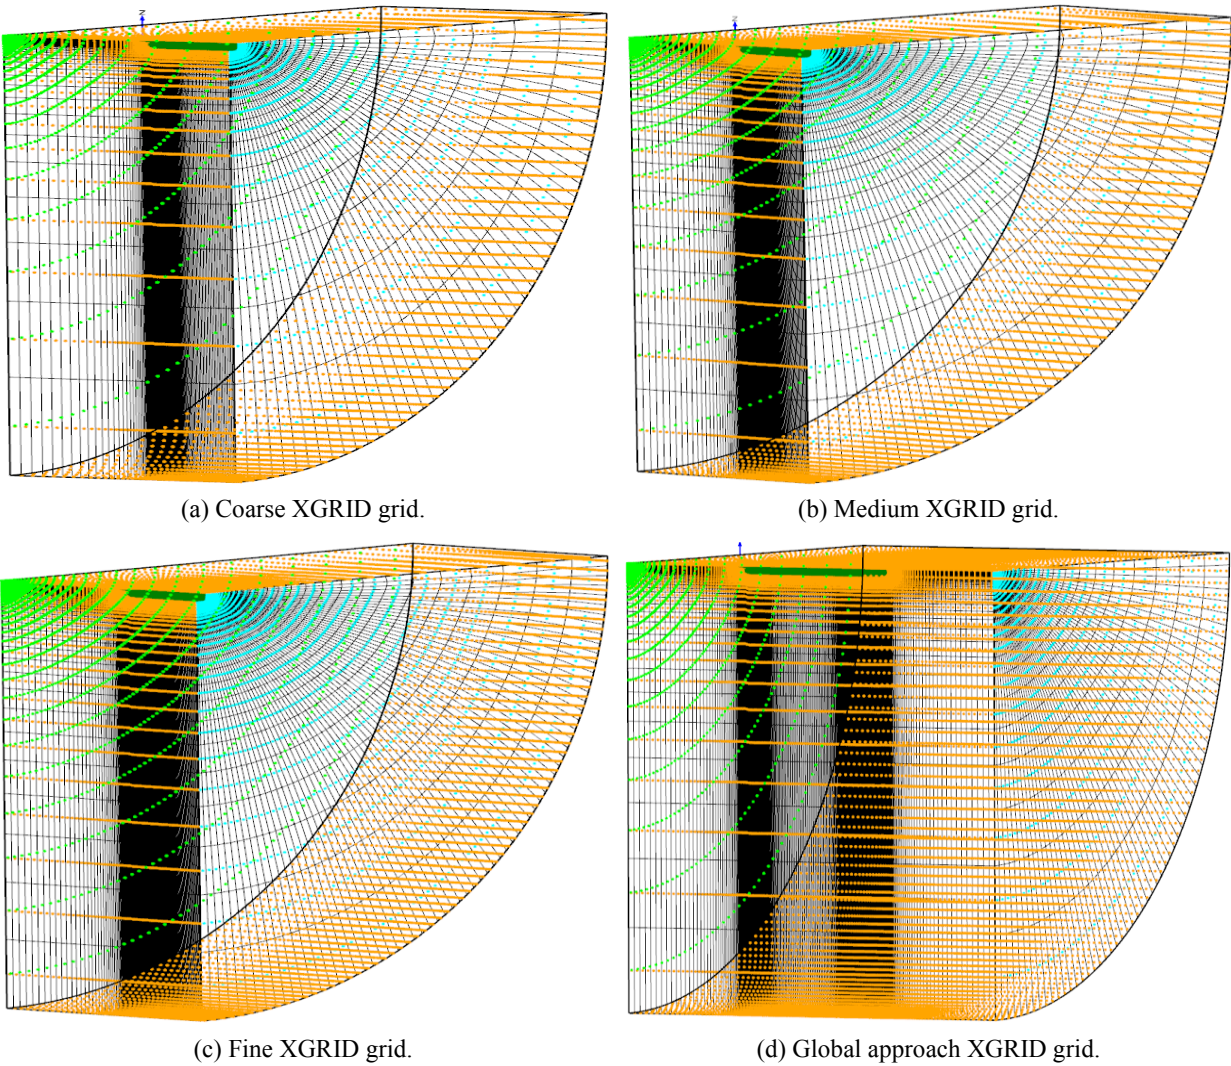 (a) Coarse XGRID grid.
(b) Medium XGRID grid.
(c) Fine XGRID grid.
(d) Global approach XGRID grid.